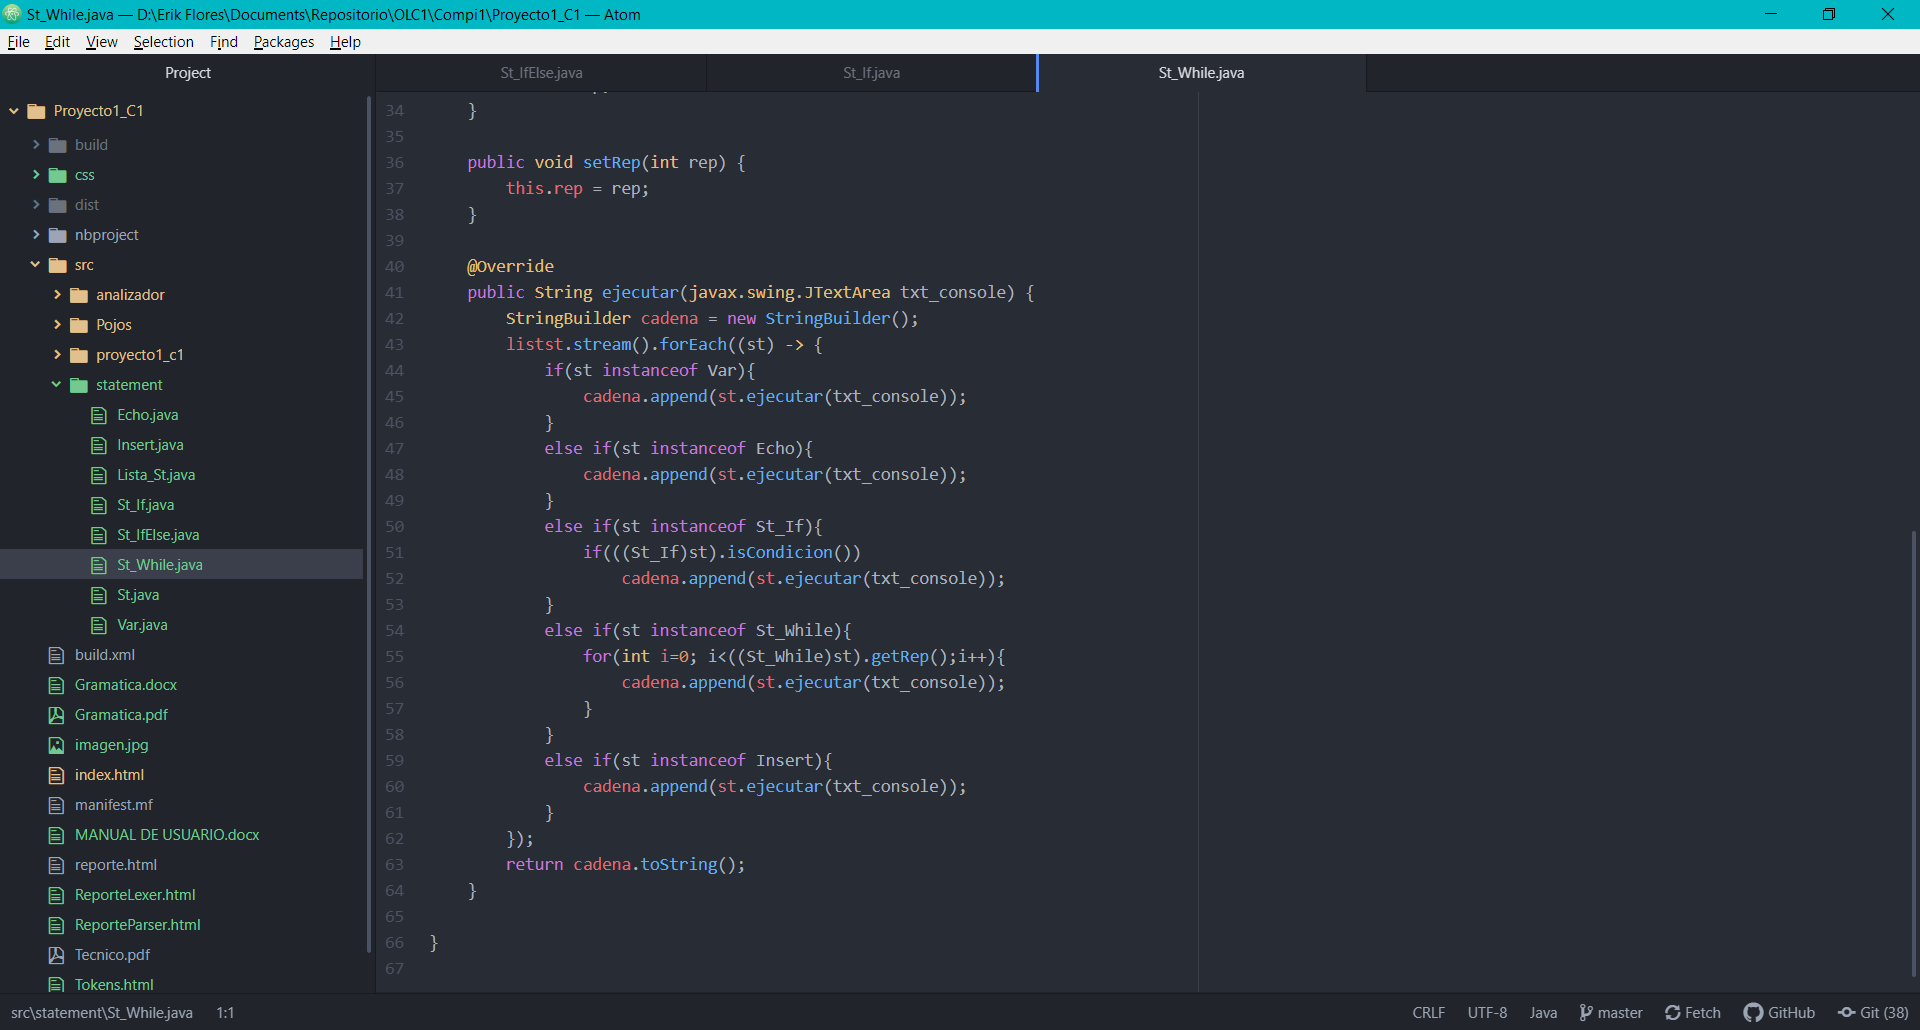 St_While.java — D:\Erik Flores\Documents\Repositorio\OLC1\Compi1\Proyecto1_C1 — Atom
File Edit View Selection Find Packages Help
Project
St_IfElse.java St_If.java St_While.java
Proyecto1_C1
build
css
dist
nbproject
src
analizador
Pojos
proyecto1_c1
statement
Echo.java
Insert.java
Lista_St.java
St_If.java
St_IfElse.java
St_While.java
St.java
Var.java
build.xml
Gramatica.docx
Gramatica.pdf
imagen.jpg
index.html
manifest.mf
MANUAL DE USUARIO.docx
reporte.html
ReporteLexer.html
ReporteParser.html
Tecnico.pdf
Tokens.html
34 }
35
36 public void setRep(int rep) {
37 this.rep = rep;
38 }
39
40 @Override
41 public String ejecutar(javax.swing.JTextArea txt_console) {
42 StringBuilder cadena = new StringBuilder();
43 listst.stream().forEach((st) -> {
44 if(st instanceof Var){
45 cadena.append(st.ejecutar(txt_console));
46 }
47 else if(st instanceof Echo){
48 cadena.append(st.ejecutar(txt_console));
49 }
50 else if(st instanceof St_If){
51 if(((St_If)st).isCondicion())
52 cadena.append(st.ejecutar(txt_console));
53 }
54 else if(st instanceof St_While){
55 for(int i=0; i<((St_While)st).getRep();i++){
56 cadena.append(st.ejecutar(txt_console));
57 }
58 }
59 else if(st instanceof Insert){
60 cadena.append(st.ejecutar(txt_console));
61 }
62 });
63 return cadena.toString();
64 }
65
66 }
67
src\statement\St_While.java 1:1 CRLF UTF-8 Java master Fetch GitHub Git (38)